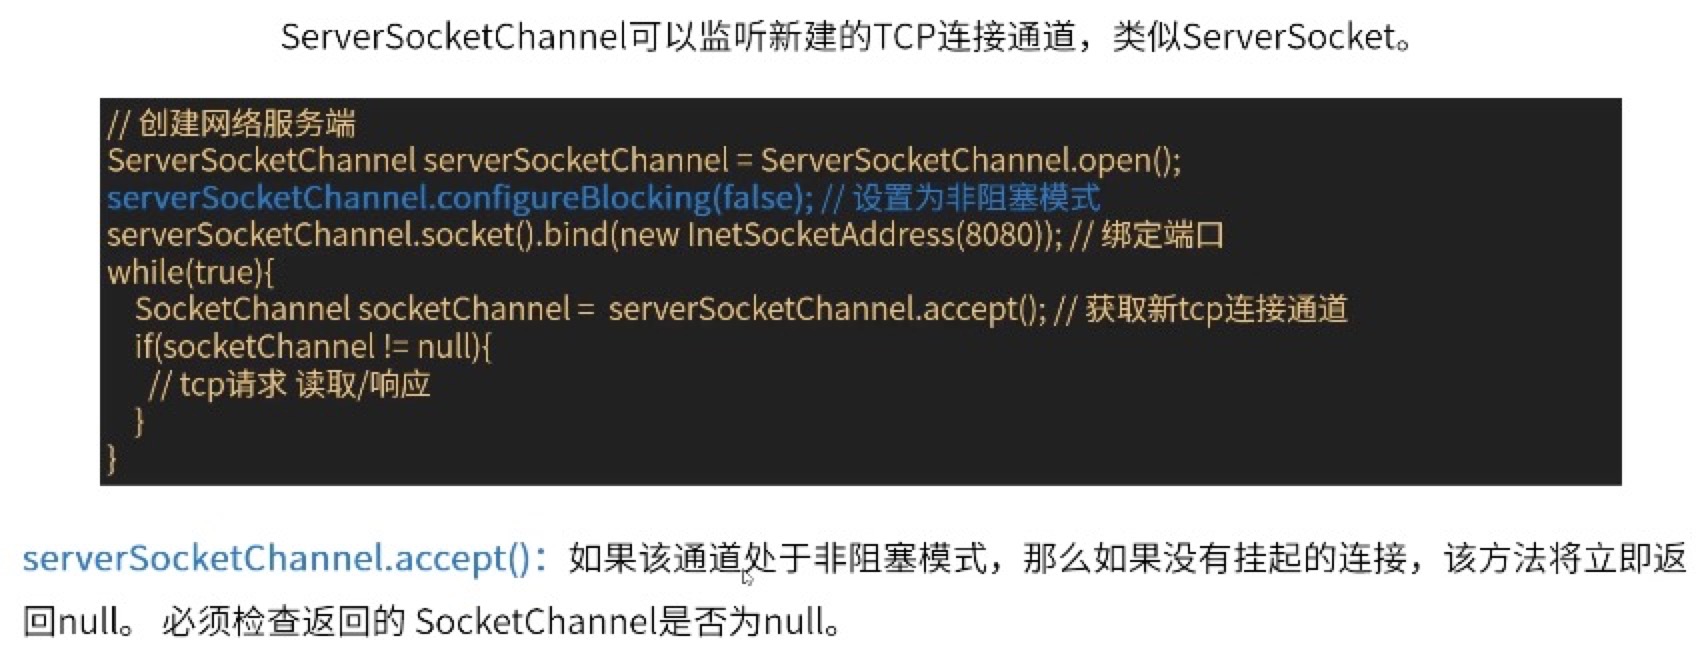 ServerSocketChannel可以监听新建的TCP连接通道，类似ServerSocket。
// 创建网络服务端
ServerSocketChannel serverSocketChannel = ServerSocketChannel.open();
serverSocketChannel.configureBlocking(false); // 设置为非阻塞模式
serverSocketChannel.socket().bind(new InetSocketAddress(8080)); // 绑定端口
while(true){
    SocketChannel socketChannel =  serverSocketChannel.accept(); // 获取新tcp连接通道
    if(socketChannel != null){
      // tcp请求 读取/响应
    }
}
serverSocketChannel.accept()：如果该通道处于非阻塞模式，那么如果没有挂起的连接，该方法将立即返
回null。 必须检查返回的 SocketChannel是否为null。